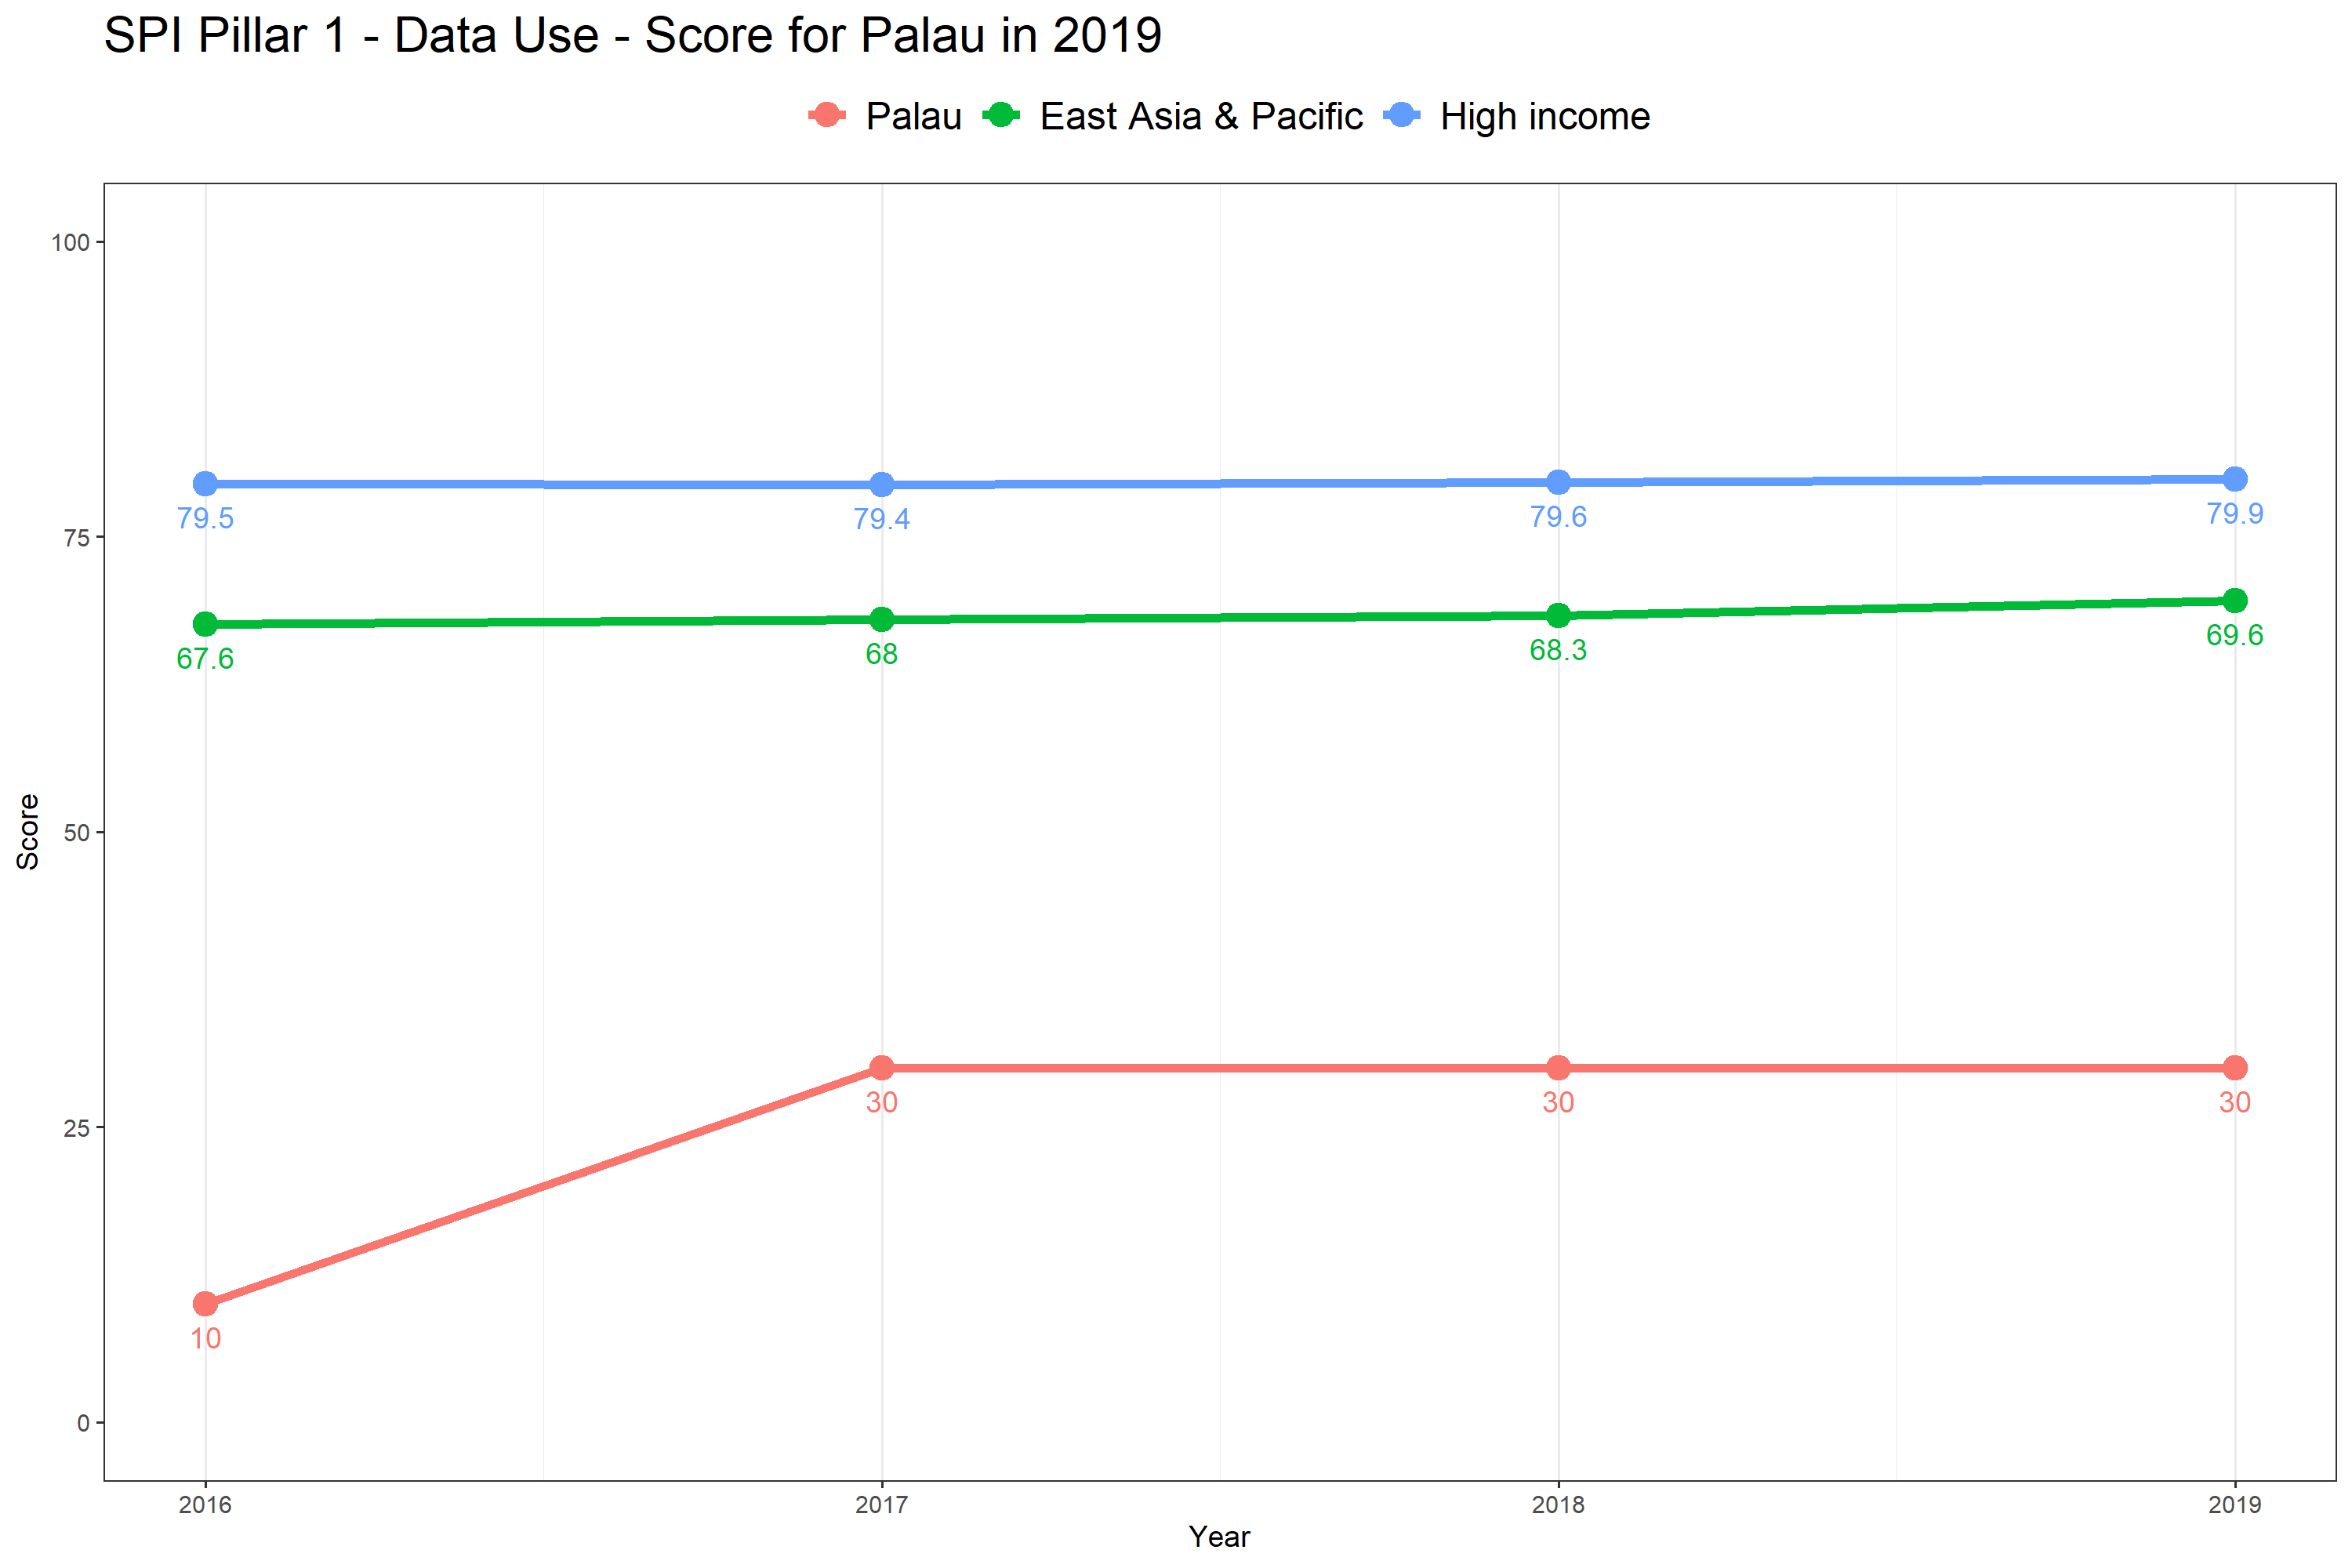 SPI Pillar 1 - Data Use - Score for Palau in 2019
Palau East Asia & Pacific High income
100
75
50
25
0
Score
79.5 79.4 79.6 79.9
67.6 68 68.3 69.6
30 30 30
10
2016 2017 2018 2019
Year